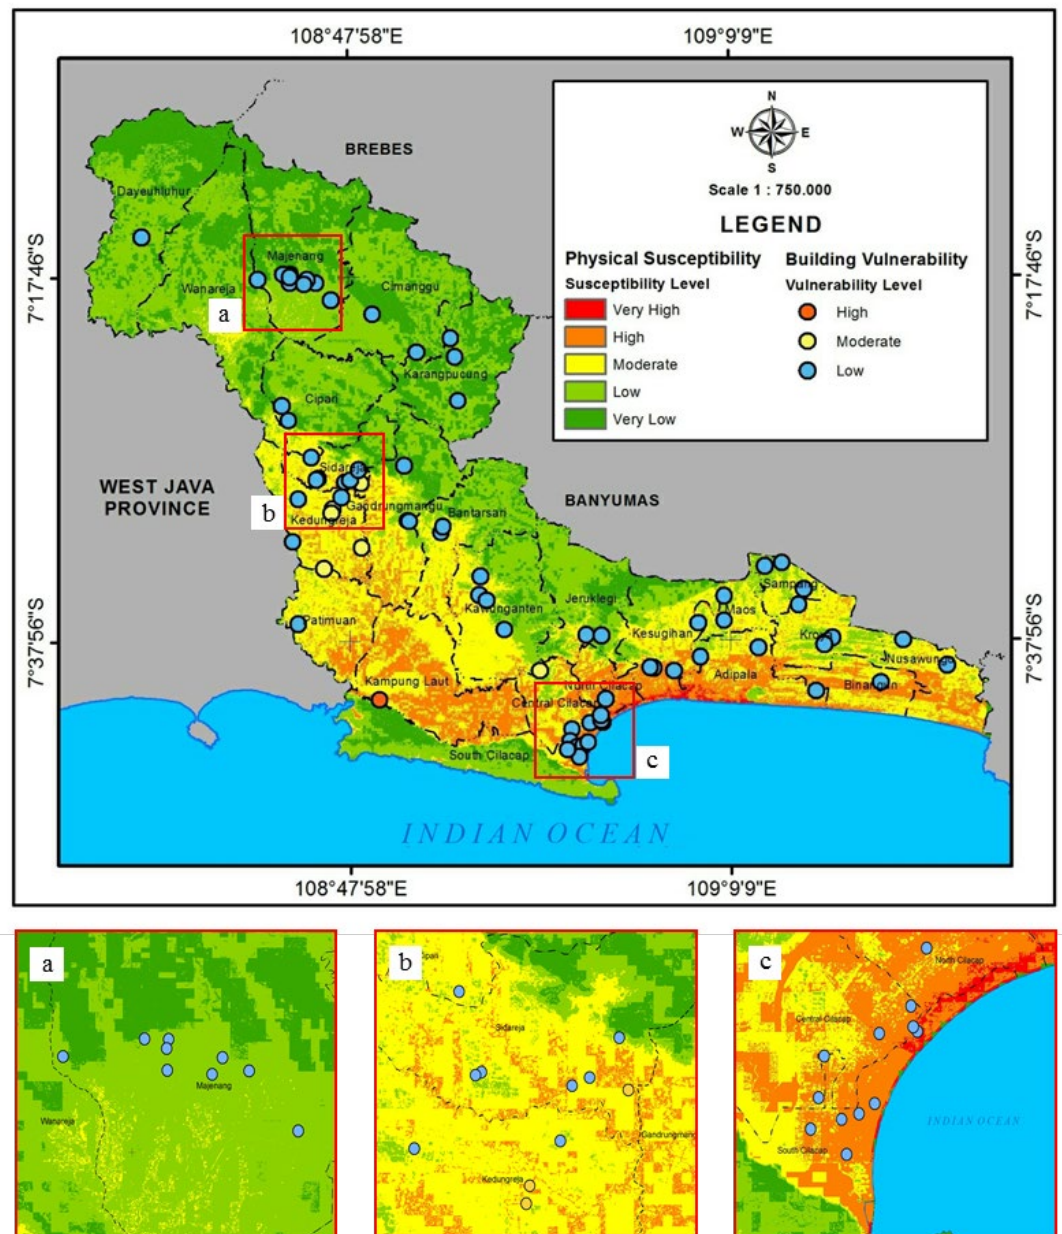 108°47'58"E
109°9'9"E
BREBES
N
W
E
S
Scale 1 : 750.000
LEGEND
Physical Susceptibility
Susceptibility Level
Very High
High
Moderate
Low
Very Low
Building Vulnerability
Vulnerability Level
High
Moderate
Low
7°17'46"S
7°17'46"S
Dayeuhluhur
Majenang
Wanareja
Cimanggu
a
Karangpucung
Cipari
WEST JAVA
PROVINCE
BANYUMAS
Sidareja
b
Gandrungmangu
Kedungreja
Bantarsari
Sampang
Jeruklegi
Kawunganten
Maos
7°37'56"S
7°37'56"S
Patimuan
Kesugihan
Kroya
Nusawungu
Kampung Laut
North Cilacap
Adipala
Binangun
Central Cilacap
South Cilacap
c
INDIAN OCEAN
108°47'58"E
109°9'9"E
a
Majenang
Wanareja
b
Cipari
Sidareja
Gandrungmang
Kedungreja
c
North Cilacap
Central Cilacap
INDIAN OCEAN
South Cilacap